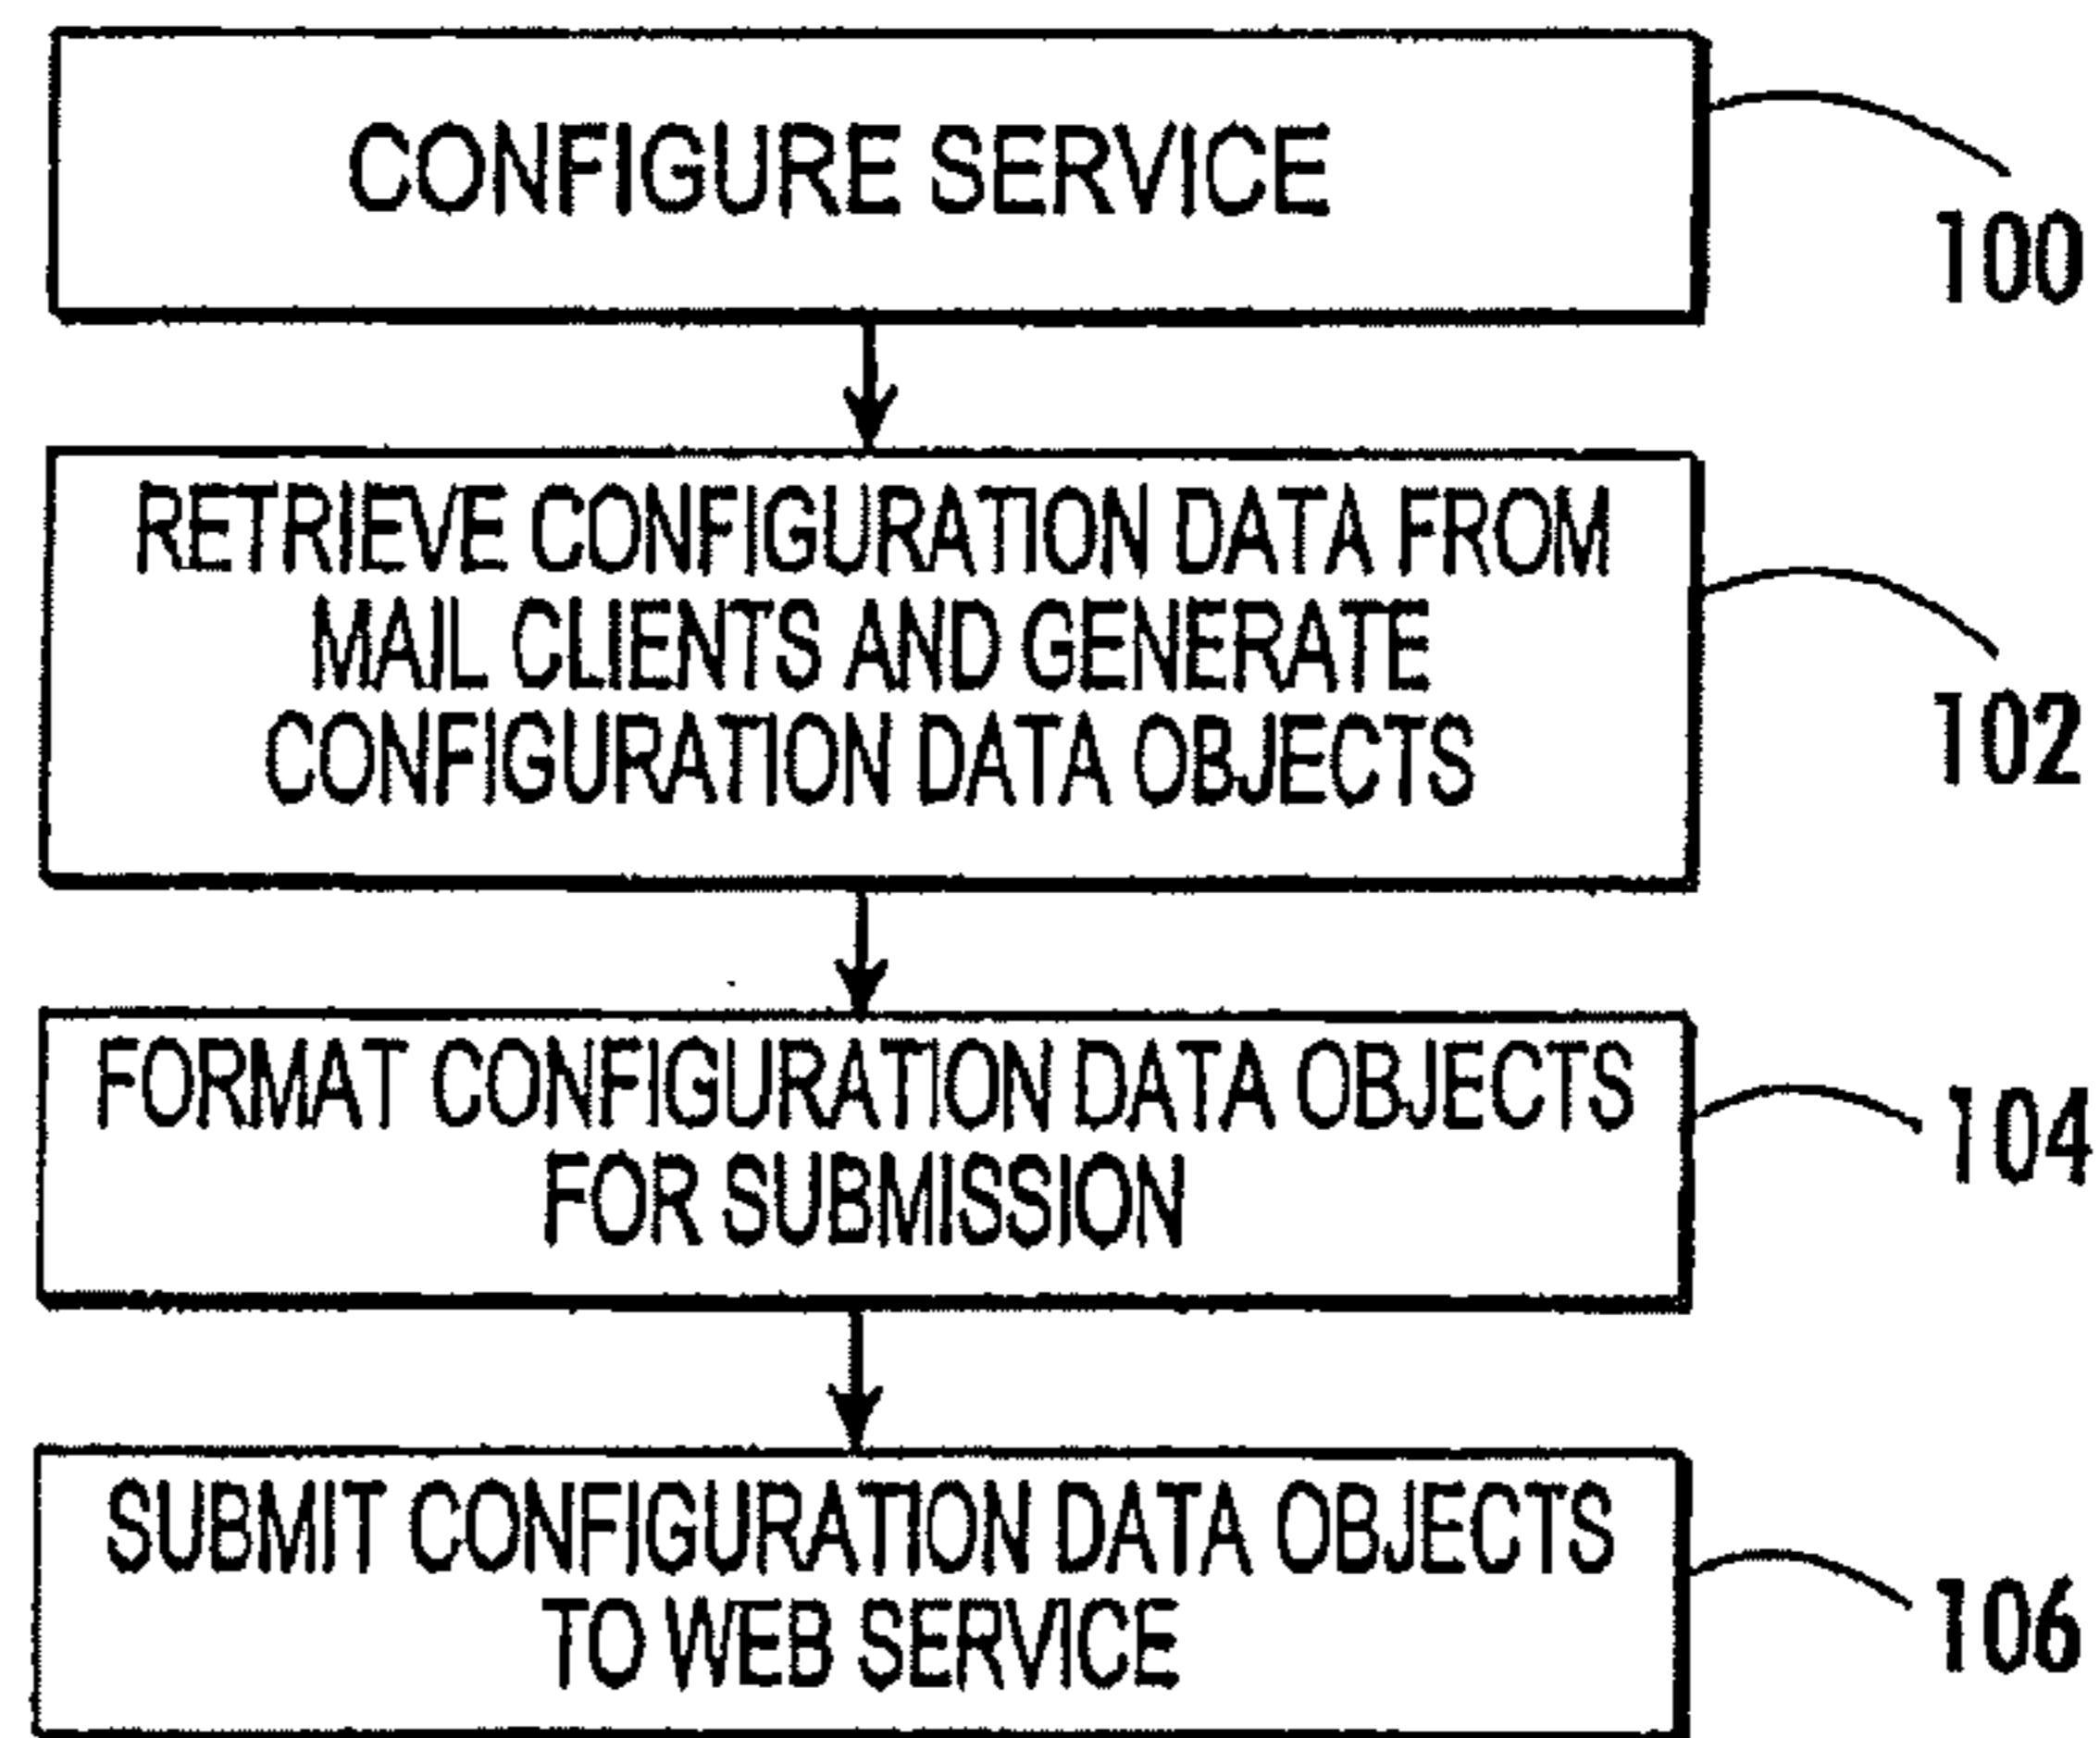 CONFIGURE SERVICE
100
RETRIEVE CONFIGURATION DATA FROM
MAIL CLIENTS AND GENERATE
CONFIGURATION DATA OBJECTS
102
FORMAT CONFIGURATION DATA OBJECTS
FOR SUBMISSION
104
SUBMIT CONFIGURATION DATA OBJECTS
TO WEB SERVICE
106